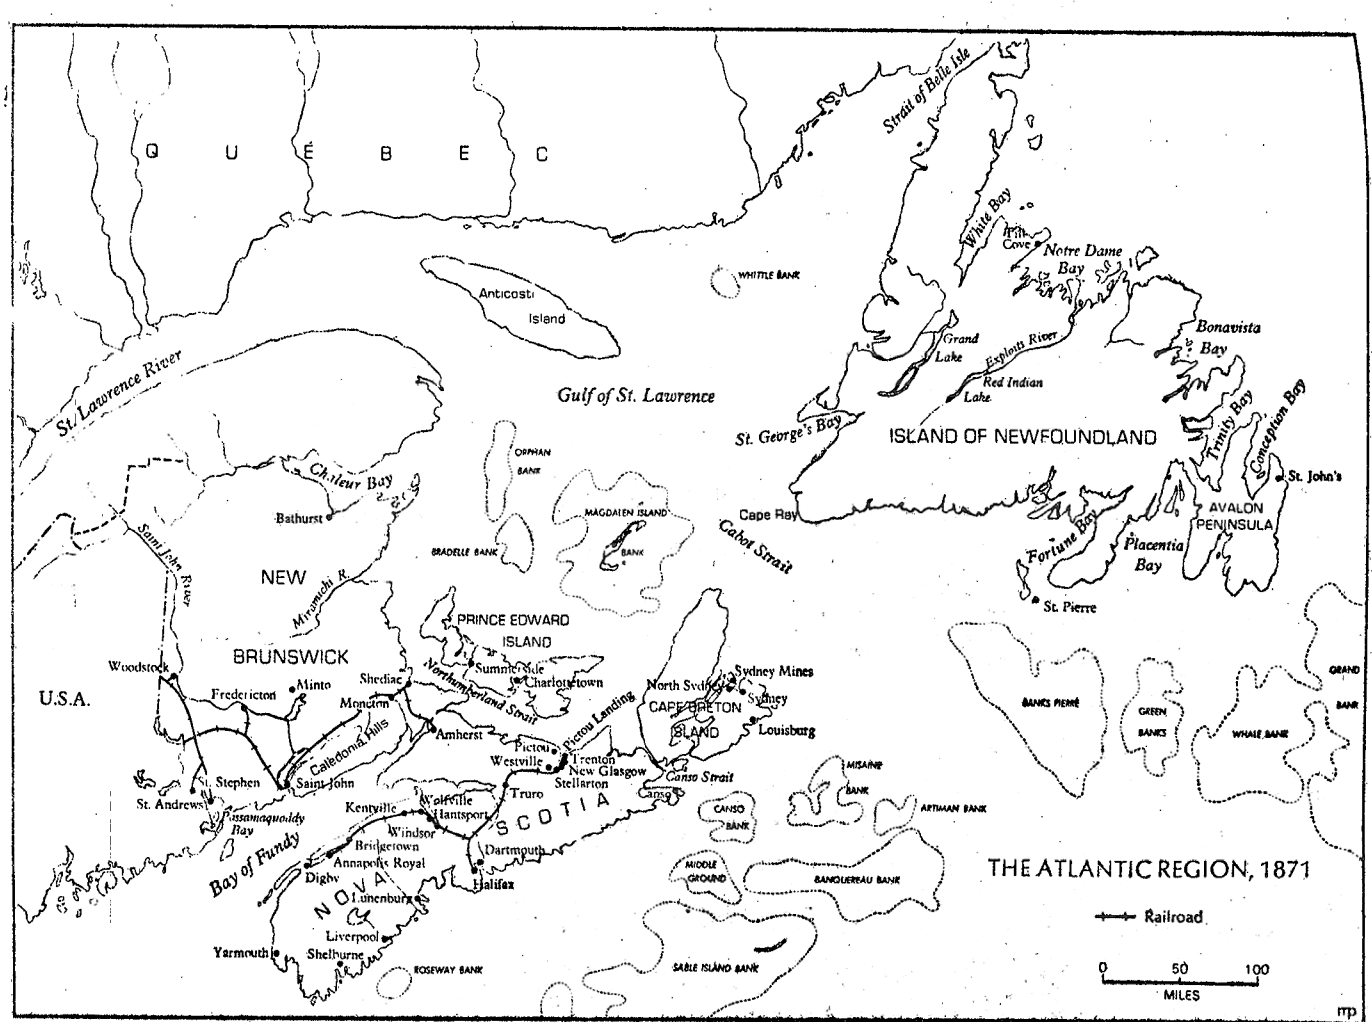 Strait of Belle Isle
Q U É B E C
White Bay
Tilt
Cove
Notre Dame
Bay
WHITTLE BANK
Anticosti
Island
Bonavista
Bay
Grand
Lake
Exploits River
Red Indian
Lake
St. Lawrence River
Gulf of St. Lawrence
St. George's Bay
ISLAND OF NEWFOUNDLAND
Trinity Bay
Conception Bay
St. John's
ORPHAN
BANK
Chaleur Bay
Bathurst
MAGDALEN ISLAND
BANK
Cape Ray
Cabot Strait
AVALON
PENINSULA
BRADELLE BANK
Fortune Bay
Placentia
Bay
Saint John River
NEW
BRUNSWICK
Miramichi R.
St. Pierre
PRINCE EDWARD
ISLAND
Woodstock
Minto
Fredericton
Shediac
Moncton
Summerside
Charlottetown
Northumberland Strait
North Sydney
Sydney Mines
Sydney
CAPE BRETON
ISLAND
Louisburg
U.S.A.
GRAND
BANK
BANKS PIERRÉ
GREEN
BANKS
WHALE BANK
Caledonia Hills
Amherst
Pictou Landing
Pictou
Westville
Trenton
New Glasgow
Stellarton
Canso Strait
Canso
St. Stephen
Saint John
St. Andrews
Passamaquoddy
Bay
Truro
Wolfville
Kentville
Hantsport
Windsor
NOVA SCOTIA
MISAINE
BANK
CANSO
BANK
ARTIMAN BANK
Bay of Fundy
Bridgetown
Annapolis Royal
Digby
Dartmouth
Halifax
MIDDLE
GROUND
BANQUEREAU BANK
THE ATLANTIC REGION, 1871
Lunenburg
Liverpool
Railroad
Yarmouth
Shelburne
ROSEWAY BANK
SABLE ISLAND BANK
0 50 100
MILES
mp